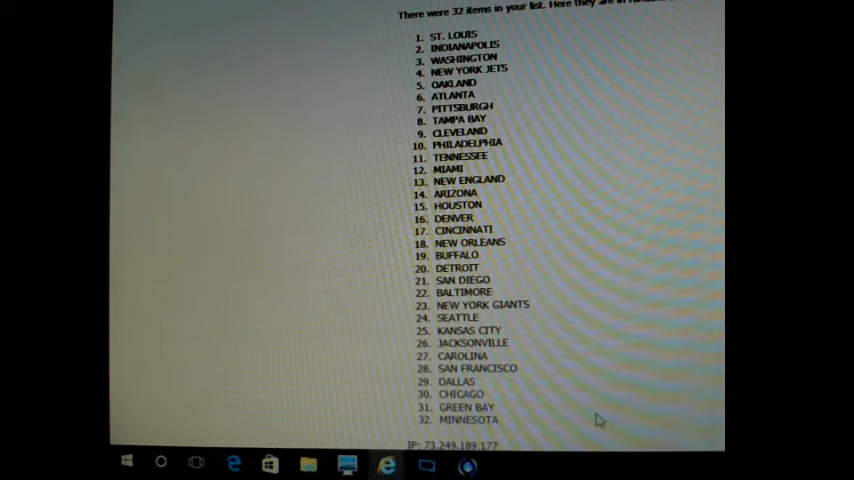 There were 32 items in your list. Here they are in random
1. ST. LOUIS
2. INDIANAPOLIS
3. WASHINGTON
4. NEW YORK JETS
5. OAKLAND
6. ATLANTA
7. PITTSBURGH
8. TAMPA BAY
9. CLEVELAND
10. PHILADELPHIA
11. TENNESSEE
12. MIAMI
13. NEW ENGLAND
14. ARIZONA
15. HOUSTON
16. DENVER
17. CINCINNATI
18. NEW ORLEANS
19. BUFFALO
20. DETROIT
21. SAN DIEGO
22. BALTIMORE
23. NEW YORK GIANTS
24. SEATTLE
25. KANSAS CITY
26. JACKSONVILLE
27. CAROLINA
28. SAN FRANCISCO
29. DALLAS
30. CHICAGO
31. GREEN BAY
32. MINNESOTA
IP: 73.249.189.177